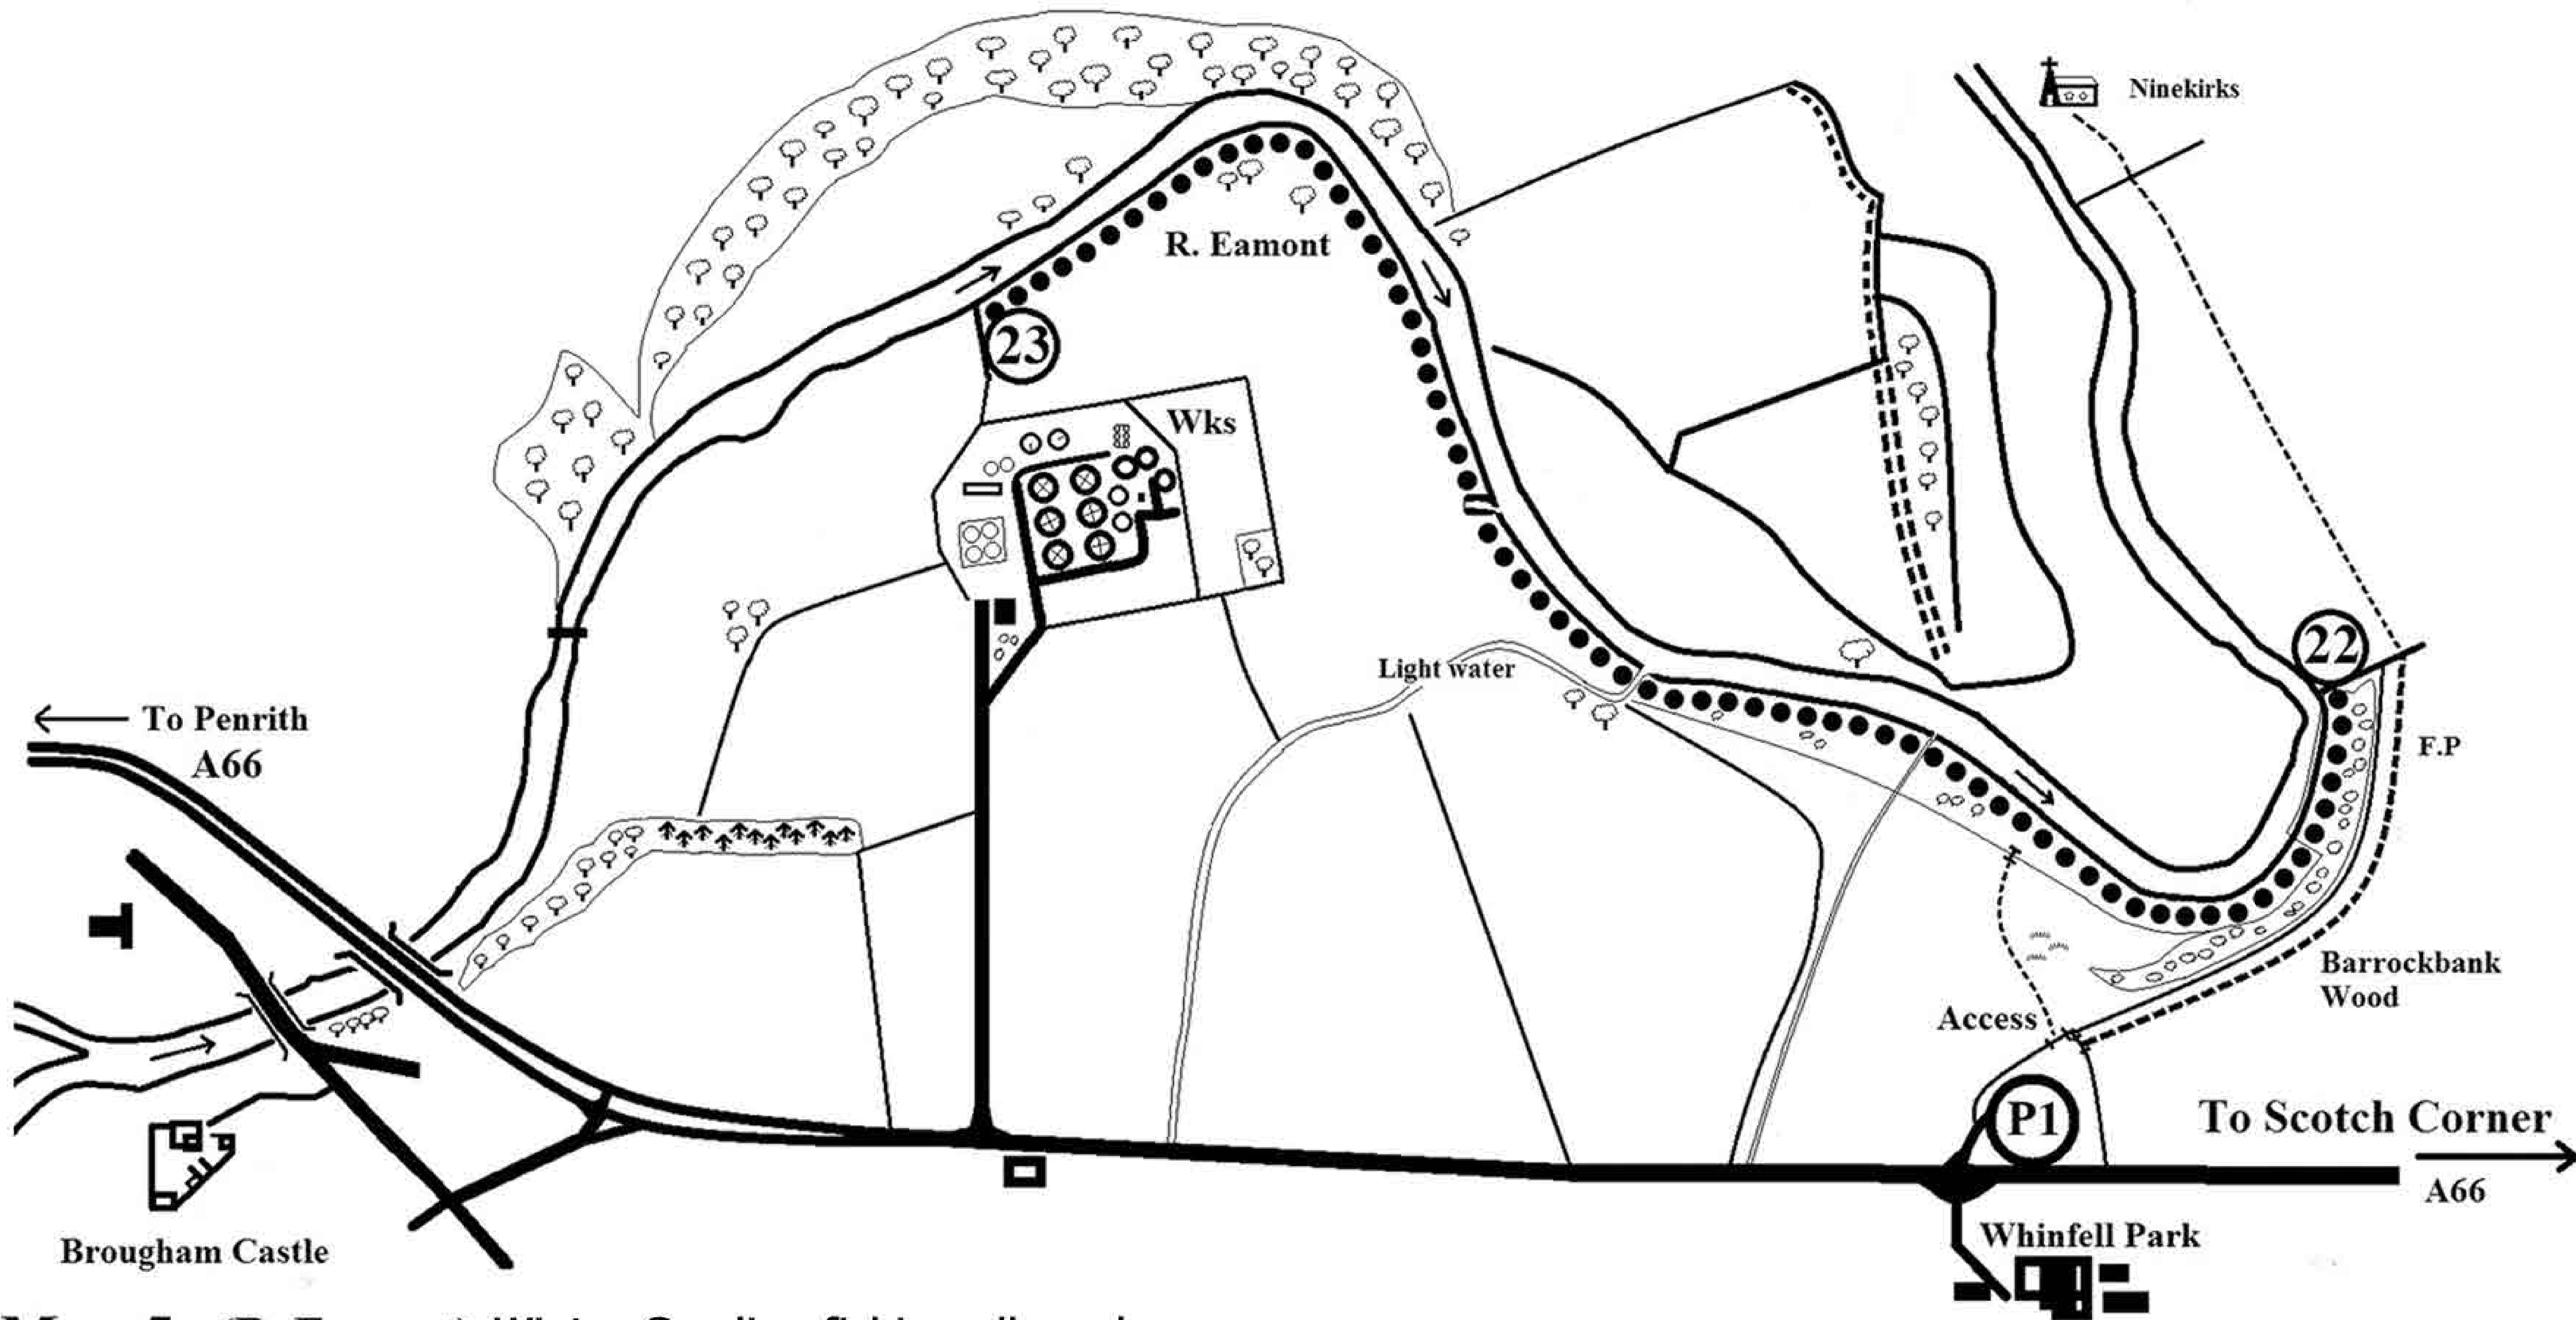 Ninekirks
R. Eamont
23
Wks
22
Light water
To Penrith
A66
F.P
Barrockbank
Wood
Access
P1
To Scotch Corner
A66
Whinfell Park
Brougham Castle